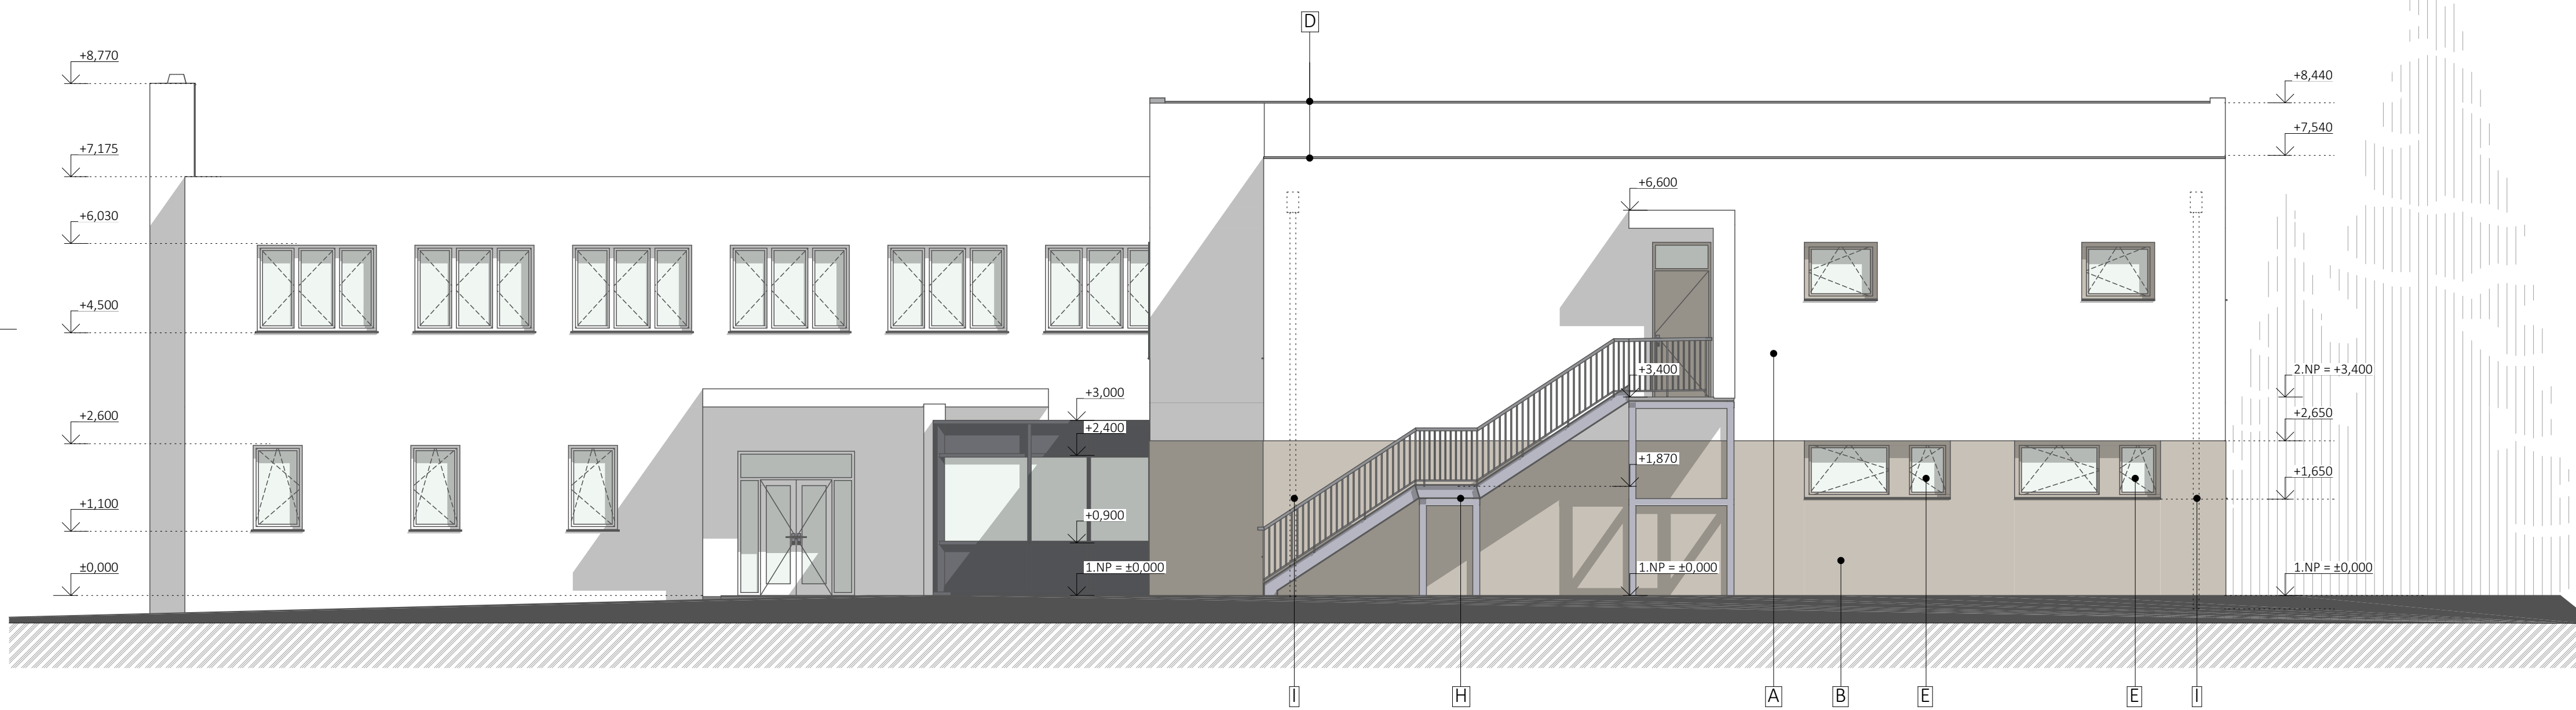 D
+8,770
+8,440
+7,540
+7,175
+6,600
+6,030
+4,500
+3,400
2.NP = +3,400
+3,000
+2,600
+2,400
+2,650
+1,870
+1,650
+1,100
+0,900
±0,000
1.NP = ±0,000
1.NP = ±0,000
1.NP = ±0,000
I
H
A
B
E
E
I